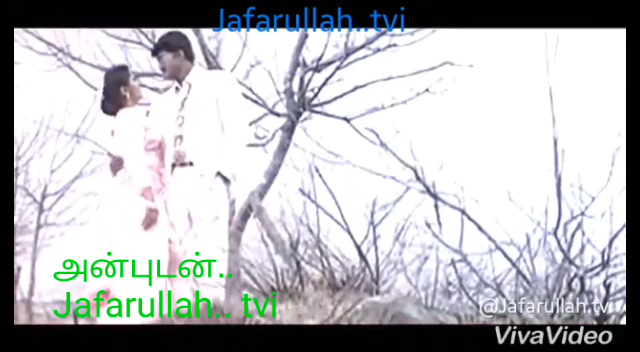 Jafarullah..tvi
அன்புடன்..
Jafarullah.. tvi
@Jafarullah.tvi
VivaVideo